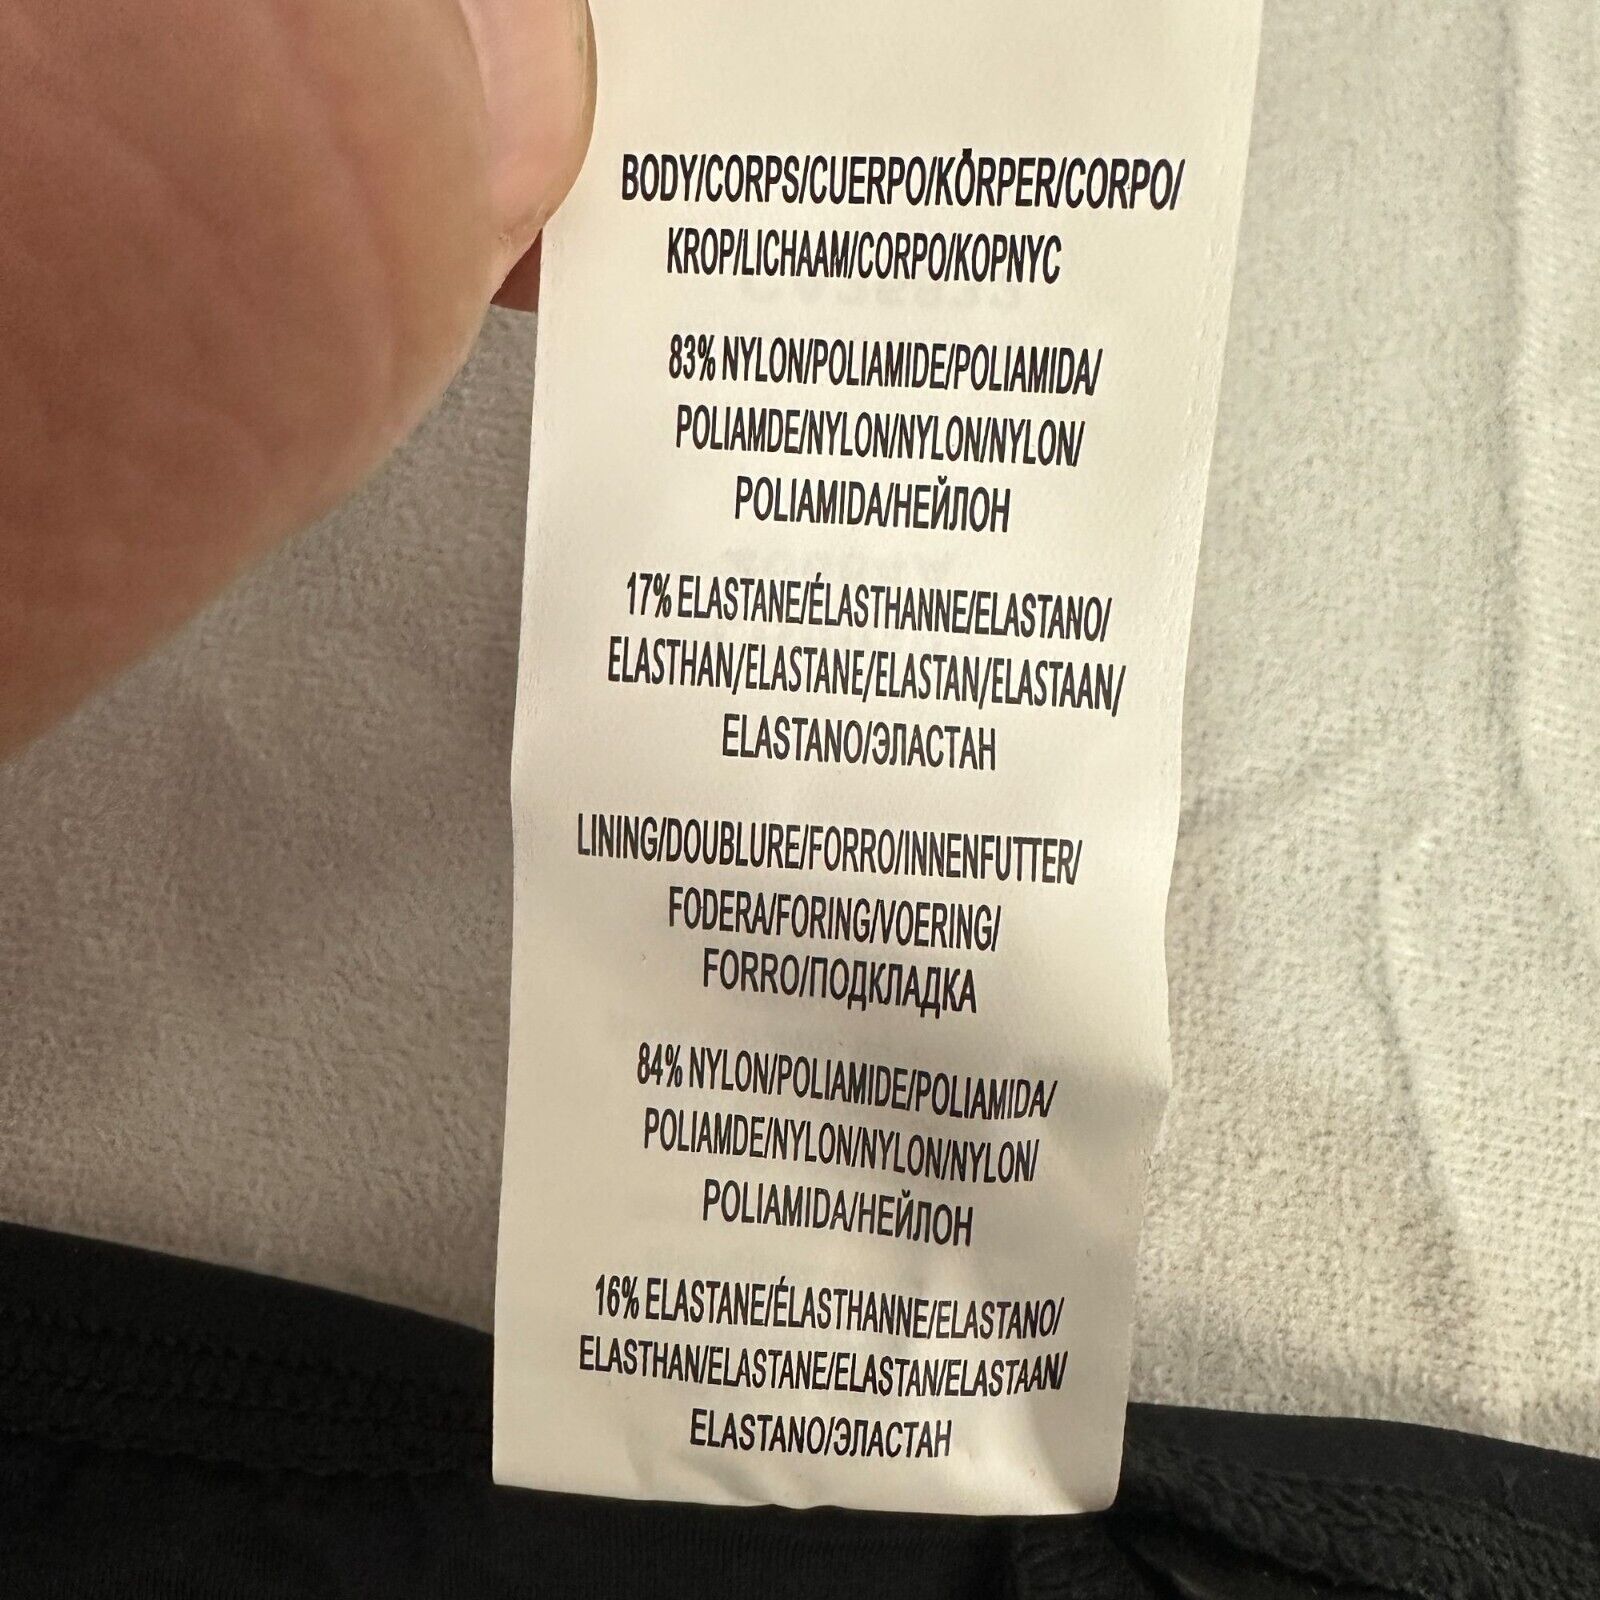 BODY/CORPS/CUERPO/KÖRPER/CORPO/
KROP/LICHAAM/CORPO/KOPNYC
83% NYLON/POLIAMIDE/POLIAMIDA/
POLIAMDE/NYLON/NYLON/NYLON/
POLIAMIDA/НЕЙЛОН
17% ELASTANE/ÉLASTHANNE/ELASTANO/
ELASTHAN/ELASTANE/ELASTAN/ELASTAAN/
ELASTANO/ЭЛАСТАН
LINING/DOUBLURE/FORRO/INNENFUTTER/
FODERA/FORING/VOERING/
FORRO/ПОДКЛАДКА
84% NYLON/POLIAMIDE/POLIAMIDA/
POLIAMDE/NYLON/NYLON/NYLON/
POLIAMIDA/НЕЙЛОН
16% ELASTANE/ÉLASTHANNE/ELASTANO/
ELASTHAN/ELASTANE/ELASTAN/ELASTAAN/
ELASTANO/ЭЛАСТАН